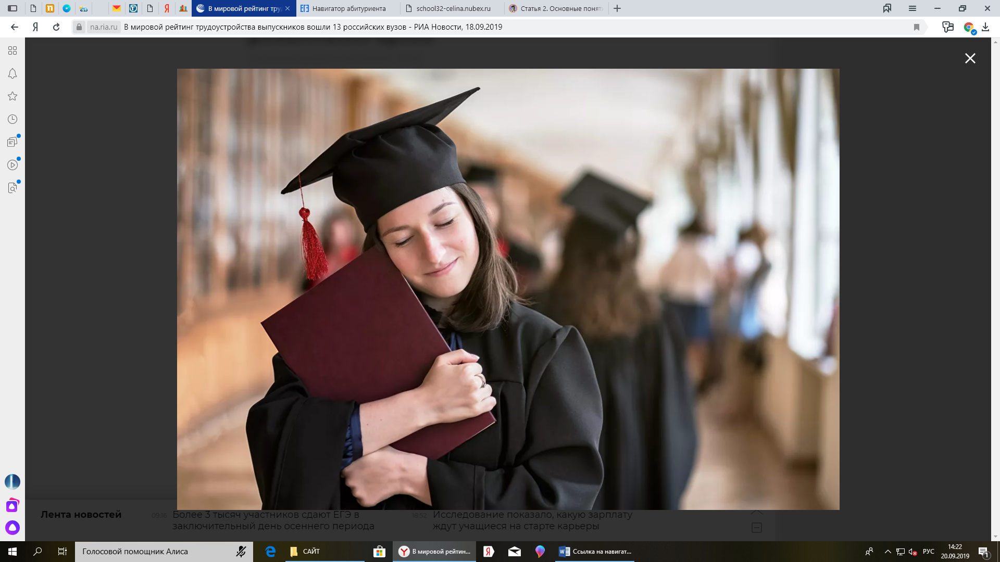 В мировой рейтинг тру
Навигатор абитуриента
school32-celina.nubex.ru
Статья 2. Основные понят
Я
na.ria.ru
В мировой рейтинг трудоустройства выпускников вошли 13 российских вузов - РИА Новости, 18.09.2019
Лента новостей
09:16
Более 3 тысяч участников сдают ЕГЭ в
заключительный день осеннего периода
18:52
Исследование показало, какую зарплату
ждут учащиеся на старте карьеры
Голосовой помощник Алиса
САЙТ
В мировой рейтин...
Ссылка на навигат...
РУС
14:22
20.09.2019
1